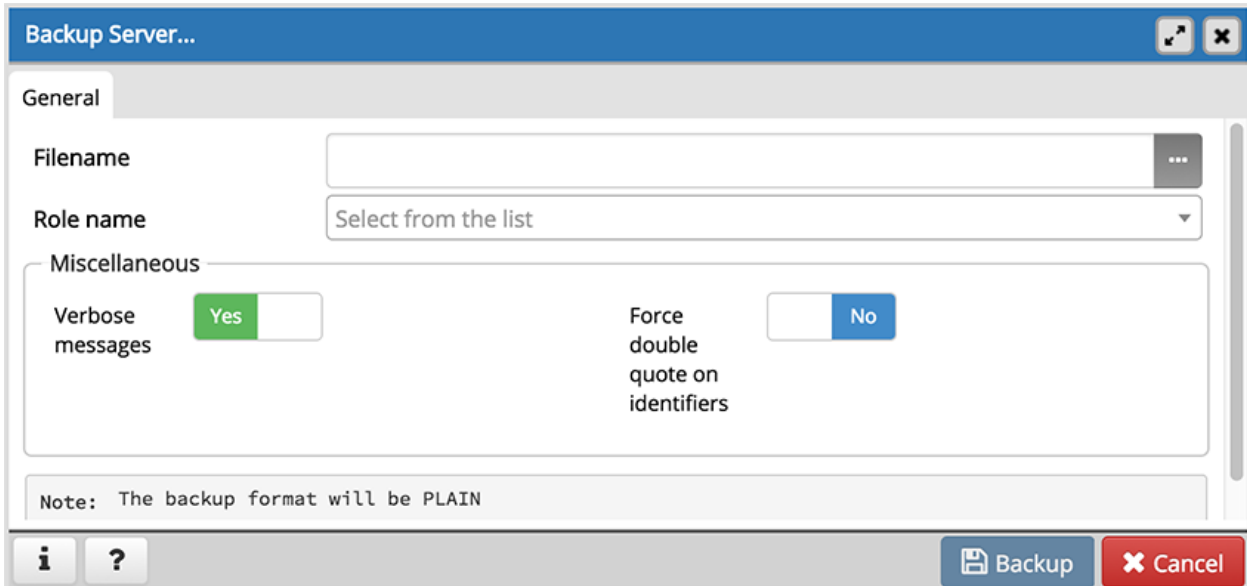 Backup Server...
General
Filename
...
Role name
Select from the list
Miscellaneous
Verbose
messages
Yes
Force
double
quote on
identifiers
No
Note: The backup format will be PLAIN
i
?
Backup
Cancel